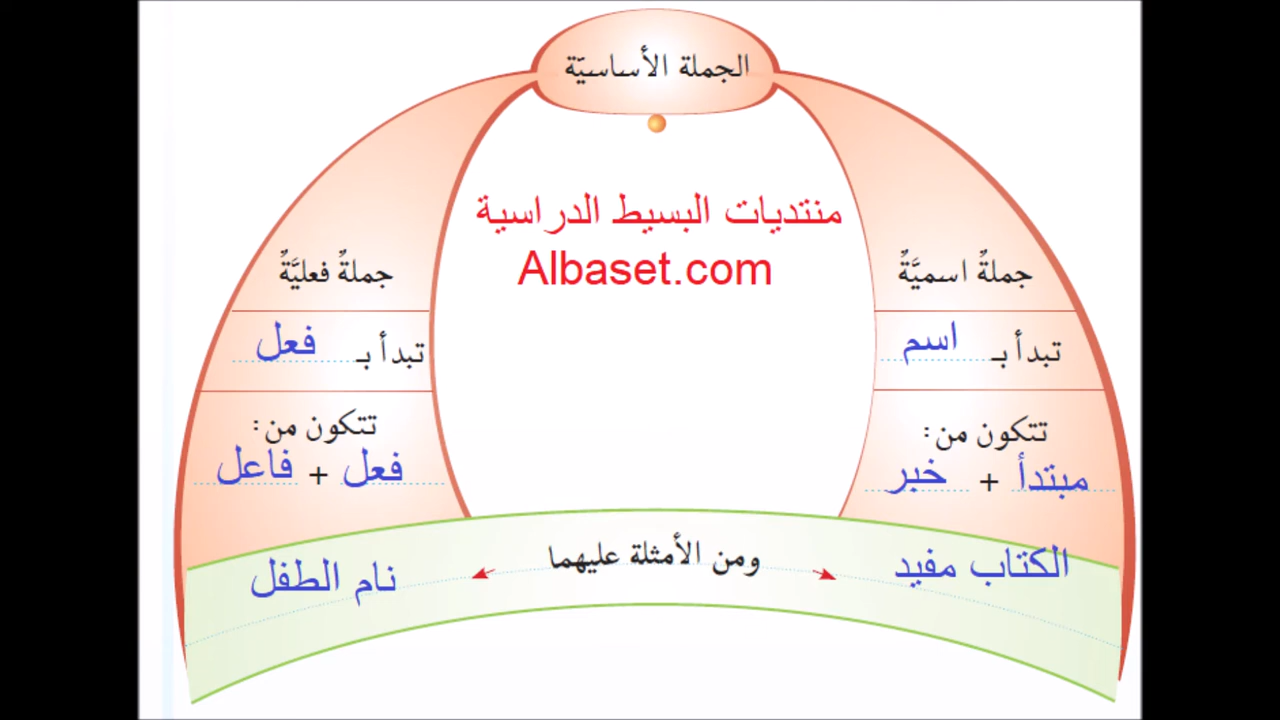 الجملة الأساسيّة
منتديات البسيط الدراسية
Albaset.com
جملةٌ اسميَّةٌ
تبدأ بـ اسم
تتكون من:
مبتدأ + خبر
جملةٌ فعليَّةٌ
تبدأ بـ فعل
تتكون من:
فعل + فاعل
ومن الأمثلة عليهما
الكتاب مفيد
نام الطفل